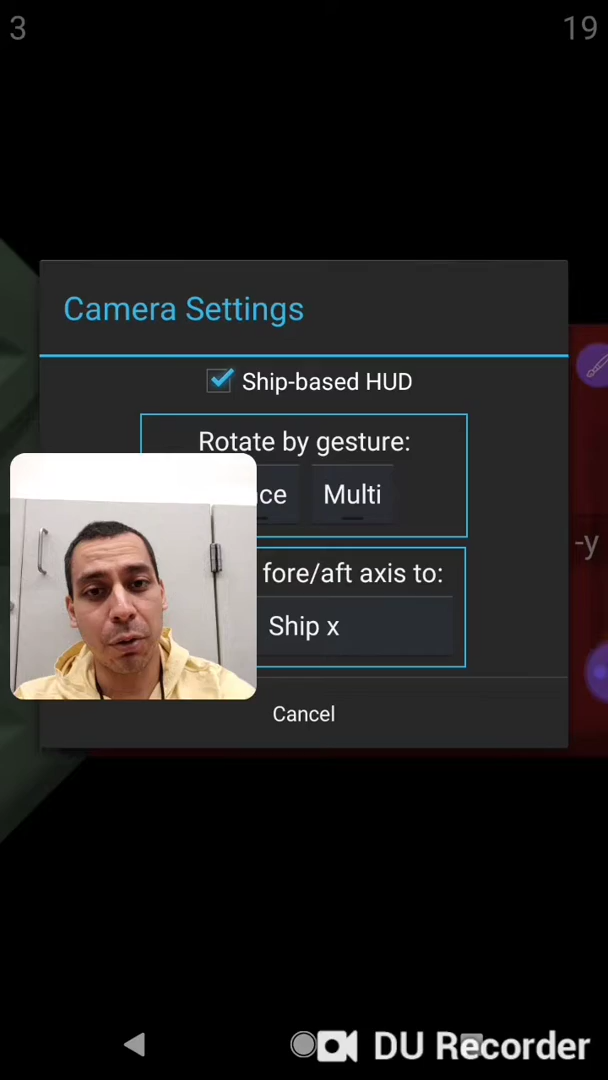 3
19
Camera Settings
Ship-based HUD
Rotate by gesture:
Multi
fore/aft axis to:
-y
Ship x
Cancel
DU Recorder